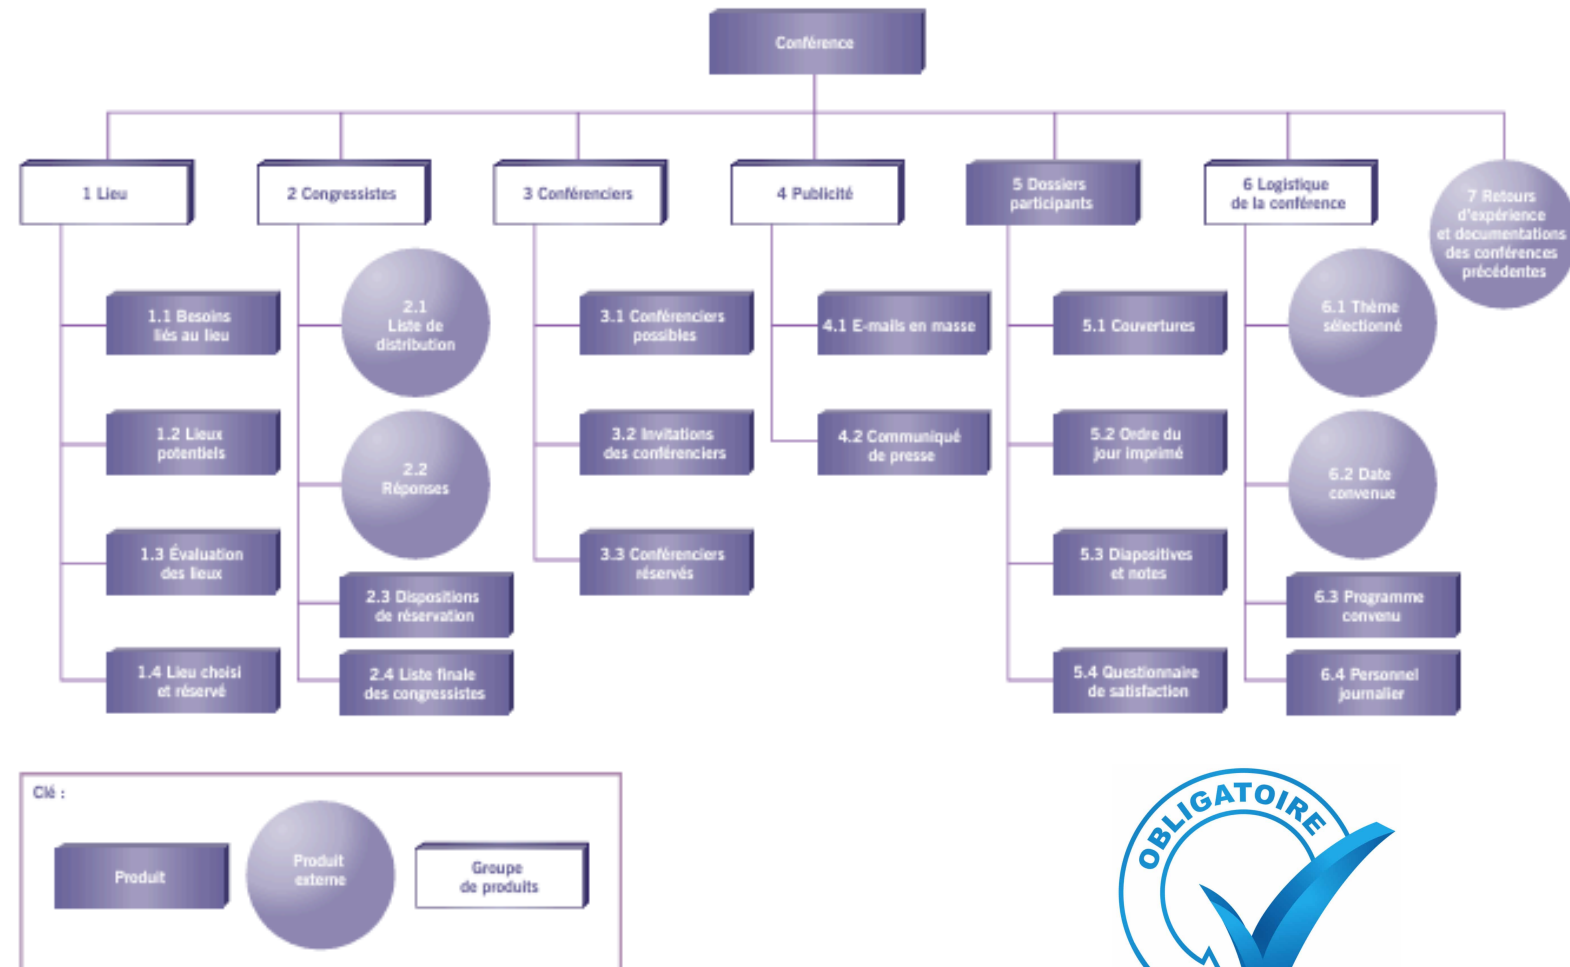 Conférence
1 Lieu
2 Congressistes
3 Conférenciers
4 Publicité
5 Dossiers
participants
6 Logistique
de la conférence
7 Retours
d'expérience
et documentations
des conférences
précédentes
1.1 Besoins
liés au lieu
1.2 Lieux
potentiels
1.3 Évaluation
des lieux
1.4 Lieu choisi
et réservé
2.1
Liste de
distribution
2.2
Réponses
2.3 Dispositions
de réservation
2.4 Liste finale
des congressistes
3.1 Conférenciers
possibles
3.2 Invitations
des conférenciers
3.3 Conférenciers
réservés
4.1 E-mails en masse
4.2 Communiqué
de presse
5.1 Couvertures
5.2 Ordre du
jour imprimé
5.3 Diapositives
et notes
5.4 Questionnaire
de satisfaction
6.1 Thème
sélectionné
6.2 Date
convenue
6.3 Programme
convenu
6.4 Personnel
journalier
Clé :
Produit
Produit
externe
Groupe
de produits
OBLIGATOIRE